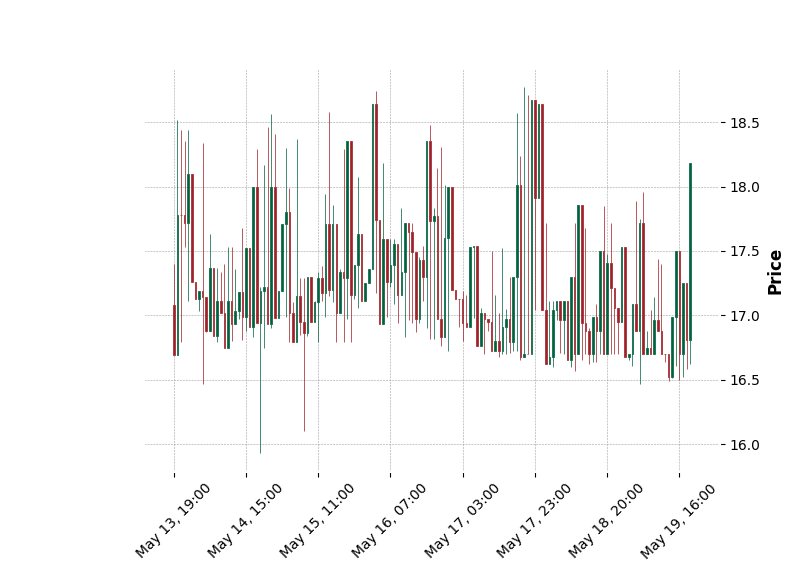 18.5
18.0
17.5
17.0
16.5
16.0
Price
May 13, 19:00
May 14, 15:00
May 15, 11:00
May 16, 07:00
May 17, 03:00
May 17, 23:00
May 18, 20:00
May 19, 16:00